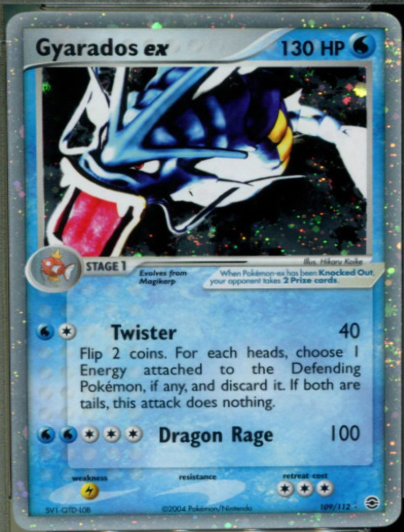 Gyarados ex 130 HP
Illus. Hikaru Koike
STAGE 1
Evolves from
Magikarp
When Pokémon-ex has been Knocked Out,
your opponent takes 2 Prize cards.
Twister 40
Flip 2 coins. For each heads, choose 1
Energy attached to the Defending
Pokémon, if any, and discard it. If both are
tails, this attack does nothing.
Dragon Rage 100
weakness resistance retreat cost
©2004 Pokémon/Nintendo 109/112